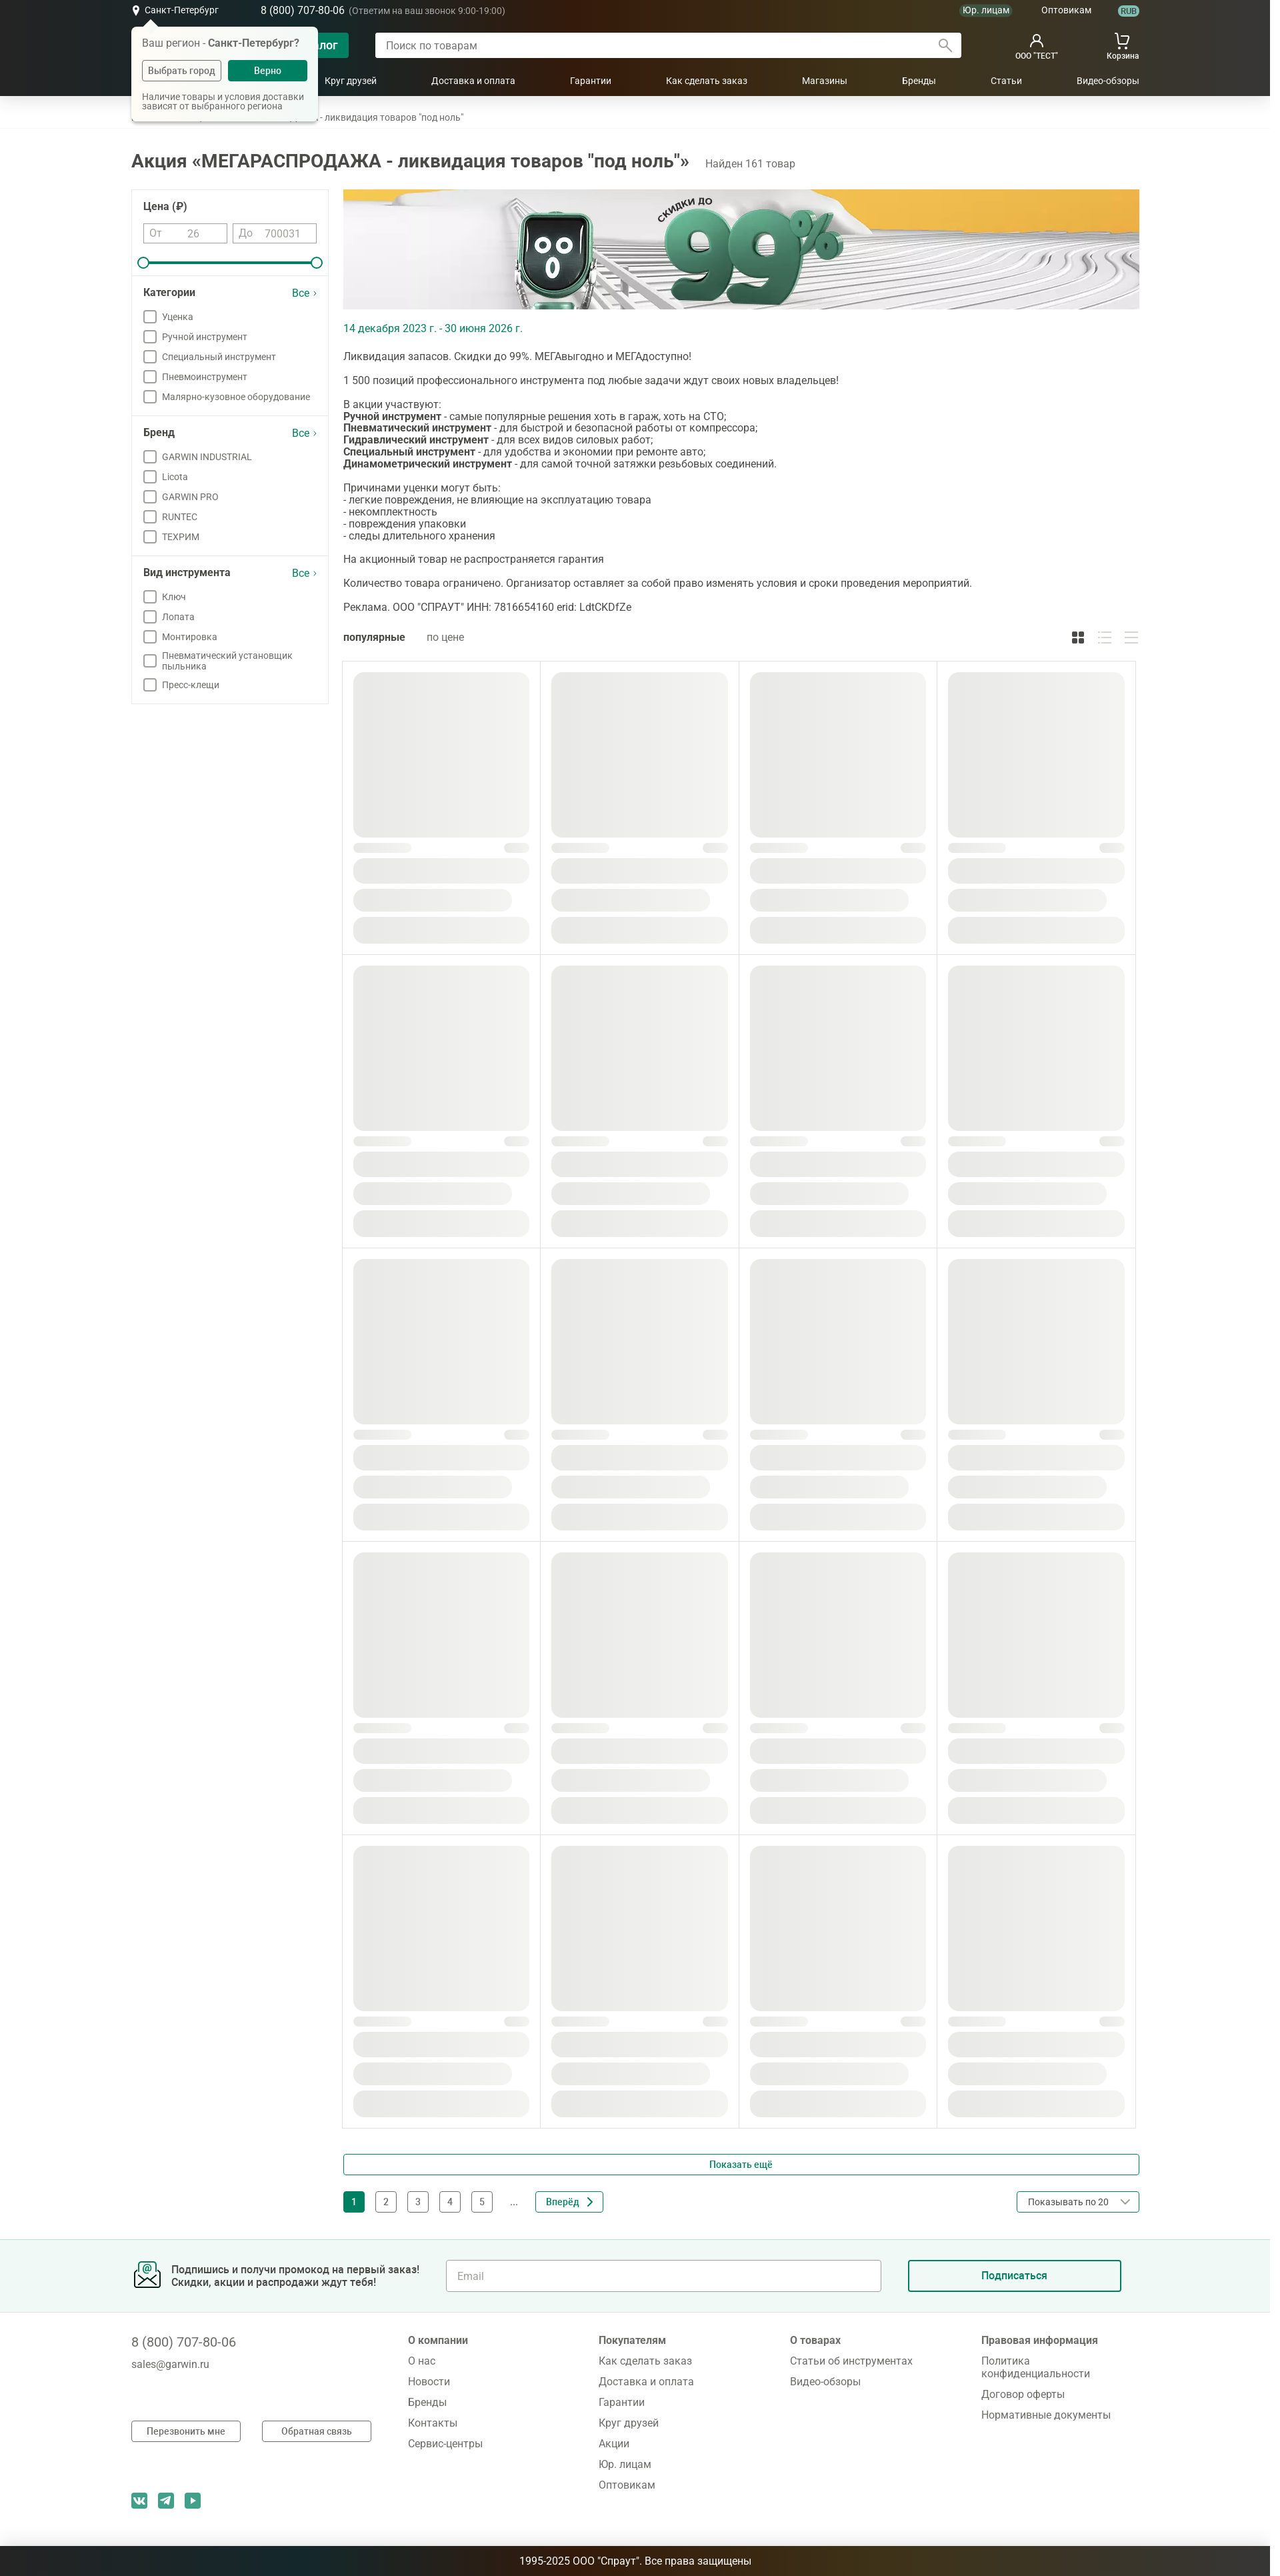 Санкт-Петербург
8 (800) 707-80-06 (Ответим на ваш звонок 9:00-19:00)
Юр. лицам
Оптовикам
RUB
Ваш регион - Санкт-Петербург?
Выбрать город
Верно
Наличие товары и условия доставки
зависят от выбранного региона
Поиск по товарам
ООО "ТЕСТ"
Корзина
Круг друзей
Доставка и оплата
Гарантии
Как сделать заказ
Магазины
Бренды
Статьи
Видео-обзоры
- ликвидация товаров "под ноль"
Акция «МЕГАРАСПРОДАЖА - ликвидация товаров "под ноль"»
Найден 161 товар
Цена (₽)
От 26
До 700031
Категории
Все
Уценка
Ручной инструмент
Специальный инструмент
Пневмоинструмент
Малярно-кузовное оборудование
Бренд
Все
GARWIN INDUSTRIAL
Licota
GARWIN PRO
RUNTEC
ТЕХРИМ
Вид инструмента
Все
Ключ
Лопата
Монтировка
Пневматический установщик
пыльника
Пресс-клещи
СКИДКИ ДО
99%
14 декабря 2023 г. - 30 июня 2026 г.
Ликвидация запасов. Скидки до 99%. МЕГАвыгодно и МЕГАдоступно!
1 500 позиций профессионального инструмента под любые задачи ждут своих новых владельцев!
В акции участвуют:
Ручной инструмент - самые популярные решения хоть в гараж, хоть на СТО;
Пневматический инструмент - для быстрой и безопасной работы от компрессора;
Гидравлический инструмент - для всех видов силовых работ;
Специальный инструмент - для удобства и экономии при ремонте авто;
Динамометрический инструмент - для самой точной затяжки резьбовых соединений.
Причинами уценки могут быть:
- легкие повреждения, не влияющие на эксплуатацию товара
- некомплектность
- повреждения упаковки
- следы длительного хранения
На акционный товар не распространяется гарантия
Количество товара ограничено. Организатор оставляет за собой право изменять условия и сроки проведения мероприятий.
Реклама. ООО "СПРАУТ" ИНН: 7816654160 erid: LdtCKDfZe
популярные
по цене
Показать ещё
1
2
3
4
5
...
Вперёд
Показывать по 20
Подпишись и получи промокод на первый заказ!
Скидки, акции и распродажи ждут тебя!
Email
Подписаться
8 (800) 707-80-06
sales@garwin.ru
Перезвонить мне
Обратная связь
О компании
О нас
Новости
Бренды
Контакты
Сервис-центры
Покупателям
Как сделать заказ
Доставка и оплата
Гарантии
Круг друзей
Акции
Юр. лицам
Оптовикам
О товарах
Статьи об инструментах
Видео-обзоры
Правовая информация
Политика
конфиденциальности
Договор оферты
Нормативные документы
1995-2025 ООО "Спраут". Все права защищены